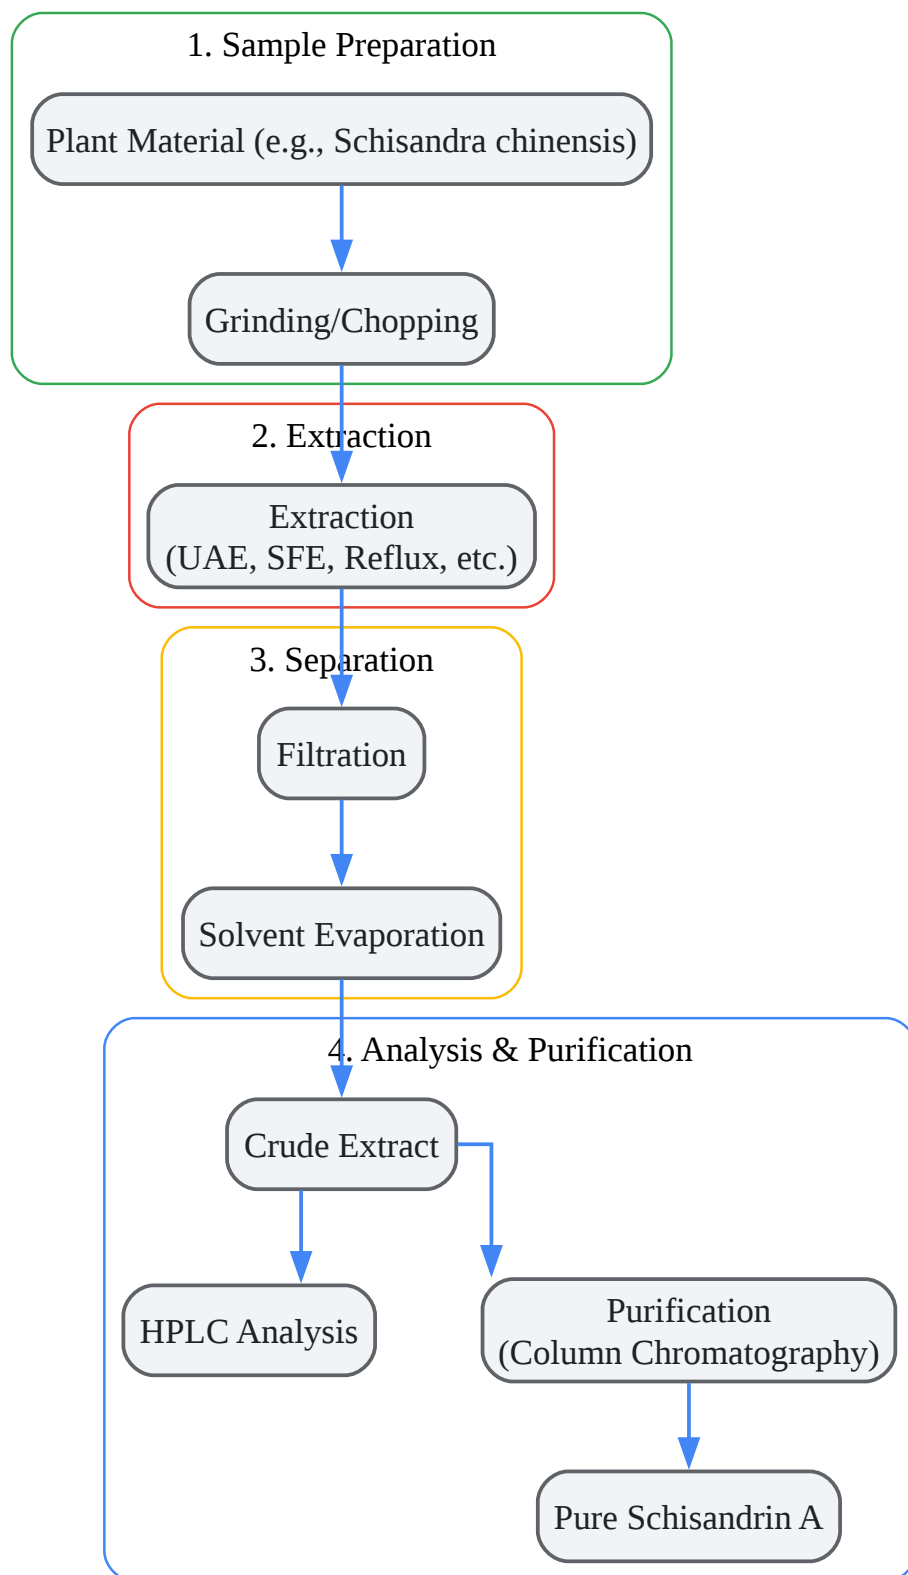 1. Sample Preparation
Plant Material (e.g., Schisandra chinensis)
Grinding/Chopping
2. Extraction
Extraction
(UAE, SFE, Reflux, etc.)
3. Separation
Filtration
Solvent Evaporation
4. Analysis & Purification
Crude Extract
HPLC Analysis
Purification
(Column Chromatography)
Pure Schisandrin A